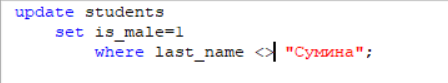 update students
set is_male=1
where last_name <> "Сумина";